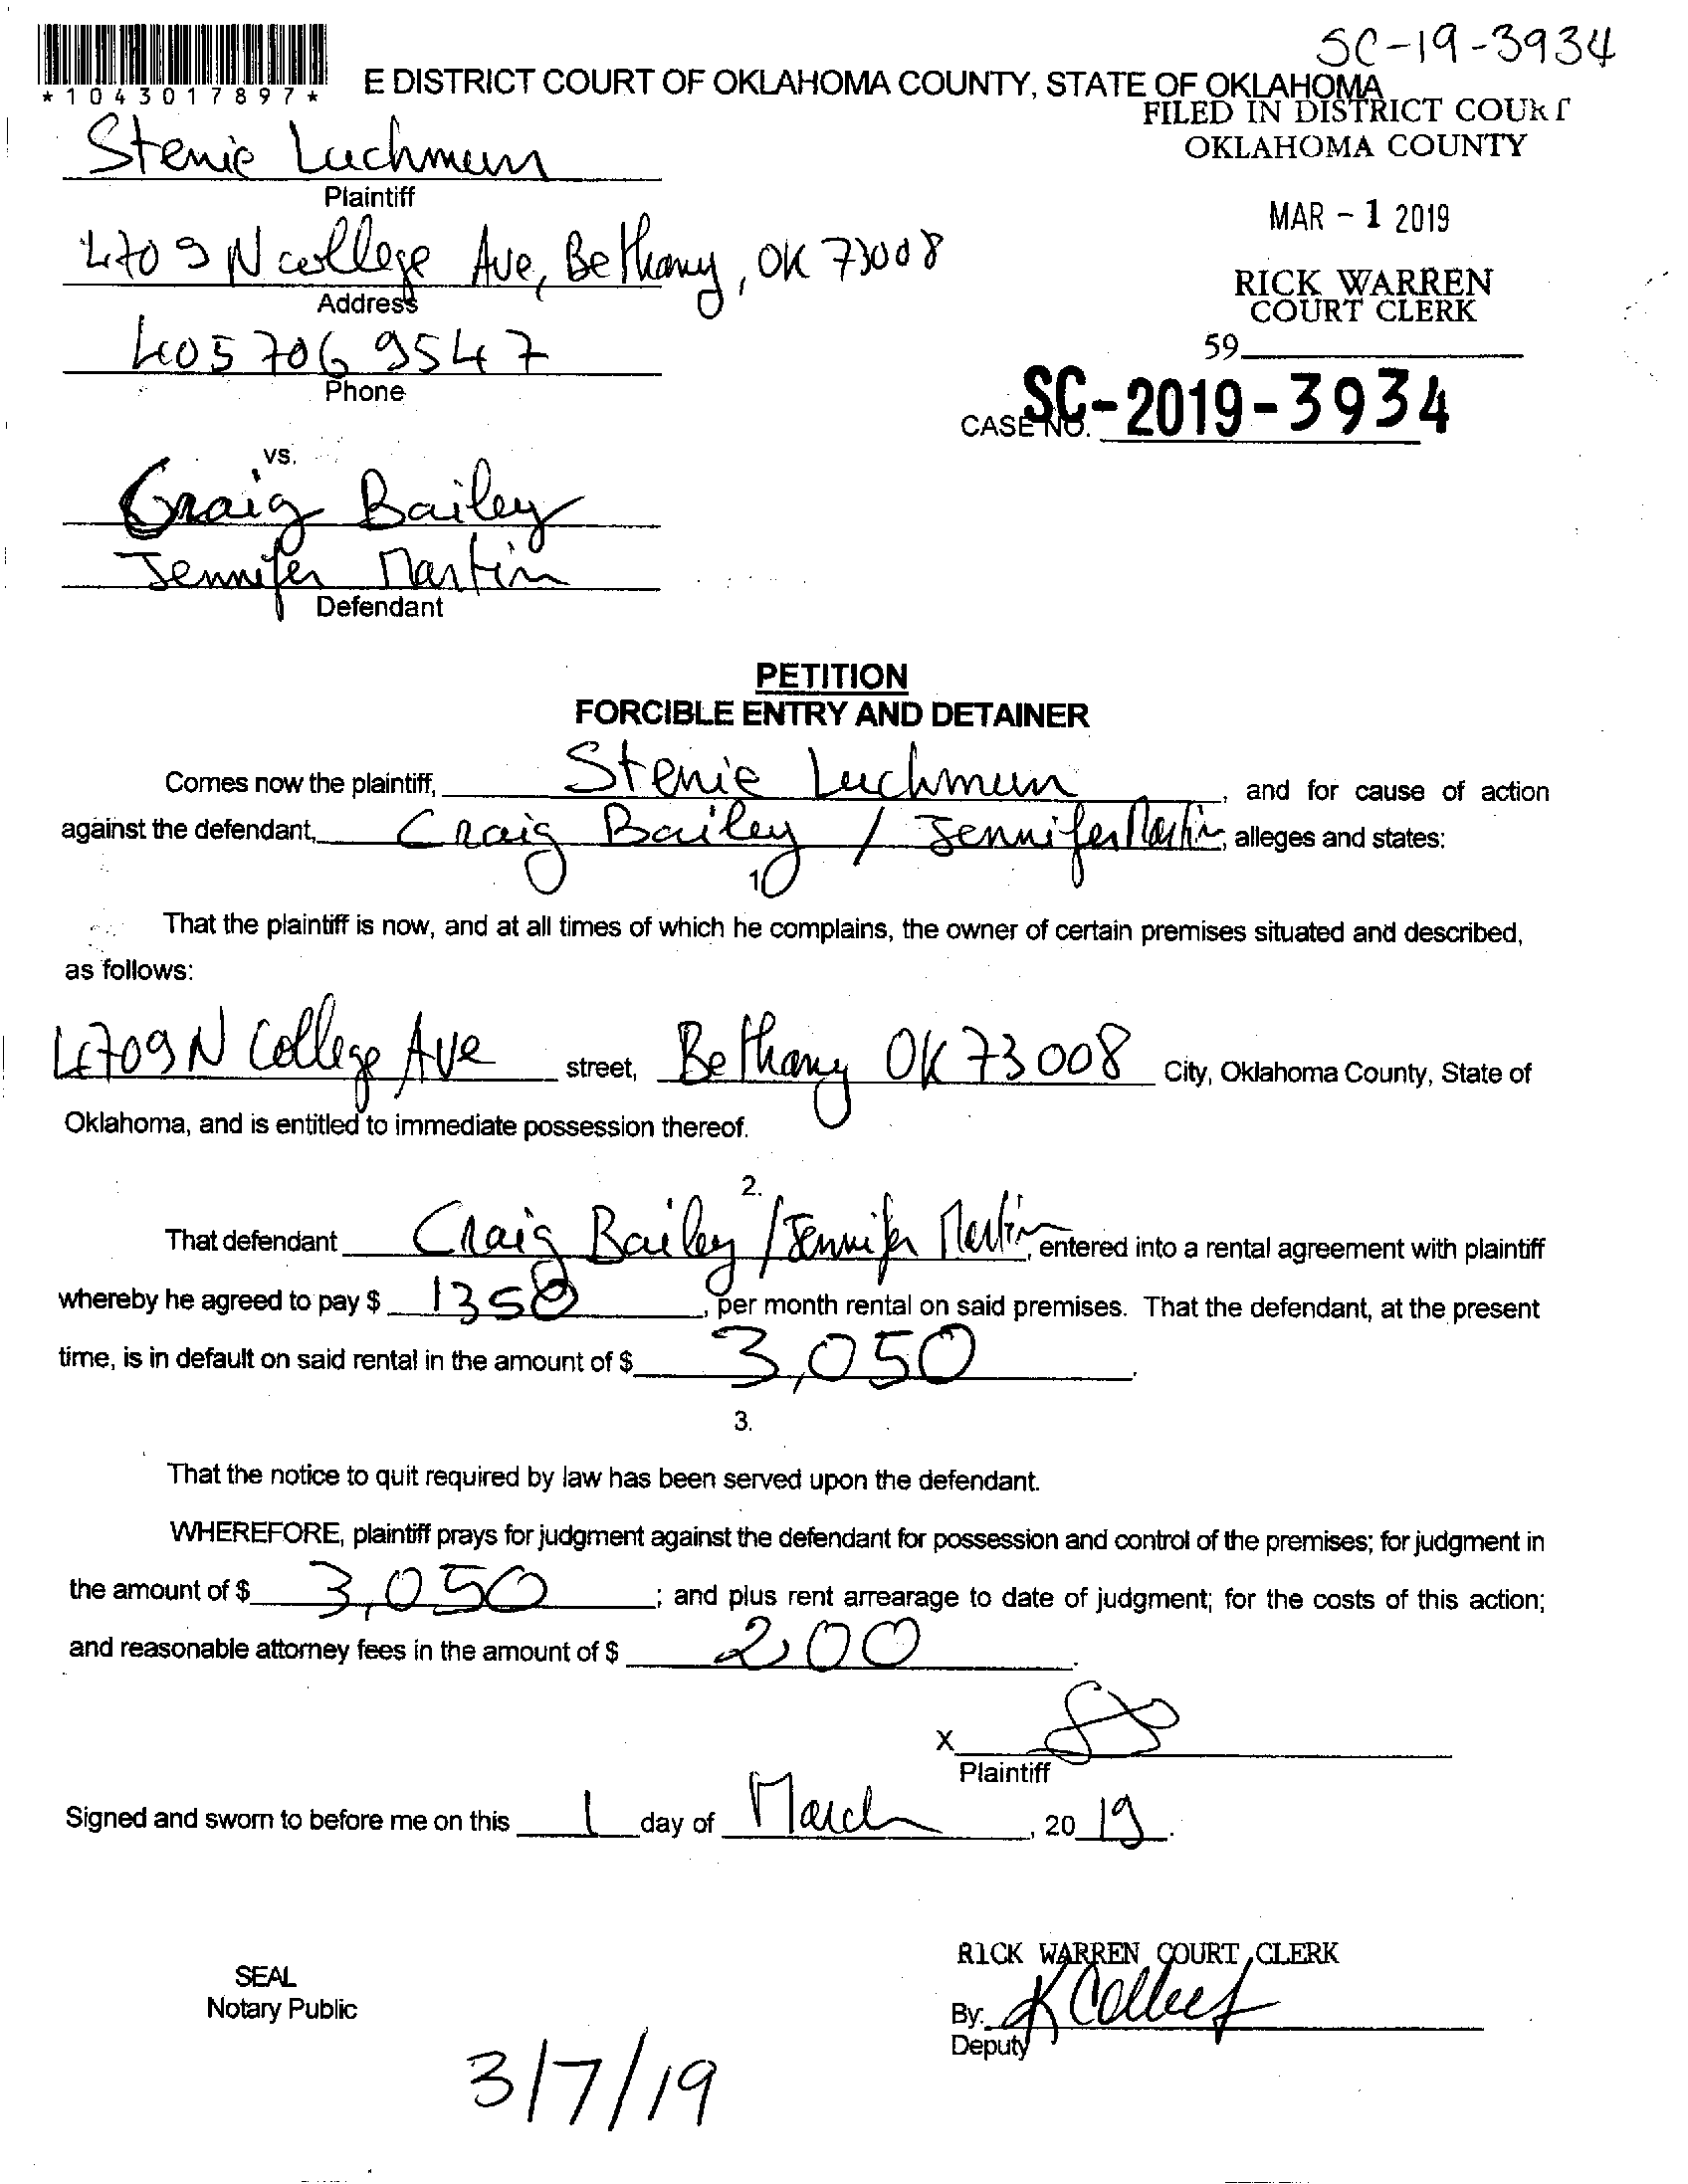 SC-19-3934
*1043017897*
E DISTRICT COURT OF OKLAHOMA COUNTY, STATE OF OKLAHOMA
FILED IN DISTRICT COURT
OKLAHOMA COUNTY
Stenie Luchmun
Plaintiff
MAR - 1 2019
4709 N college Ave, Bethany, OK 73008
Address
RICK WARREN
COURT CLERK
405 706 9547
Phone
59
CASE NO. SC-2019-3934
vs.
Craig Bailey
Jennifer Martin
Defendant
PETITION
FORCIBLE ENTRY AND DETAINER
Comes now the plaintiff, Stenie Luchmun, and for cause of action
against the defendant, Craig Bailey / Jennifer Martin, alleges and states:
1
That the plaintiff is now, and at all times of which he complains, the owner of certain premises situated and described,
as follows:
4709 N College Ave street, Bethany OK 73008 City, Oklahoma County, State of
Oklahoma, and is entitled to immediate possession thereof.
2.
That defendant Craig Bailey / Jennifer Martin, entered into a rental agreement with plaintiff
whereby he agreed to pay $ 1350, per month rental on said premises. That the defendant, at the present
time, is in default on said rental in the amount of $ 3,050.
3.
That the notice to quit required by law has been served upon the defendant.
WHEREFORE, plaintiff prays for judgment against the defendant for possession and control of the premises; for judgment in
the amount of $ 3,050; and plus rent arrearage to date of judgment; for the costs of this action;
and reasonable attorney fees in the amount of $ 200.
X
Plaintiff
Signed and sworn to before me on this 1 day of March, 20 19.
RICK WARREN COURT CLERK
SEAL
Notary Public
By:
Deputy
3/7/19